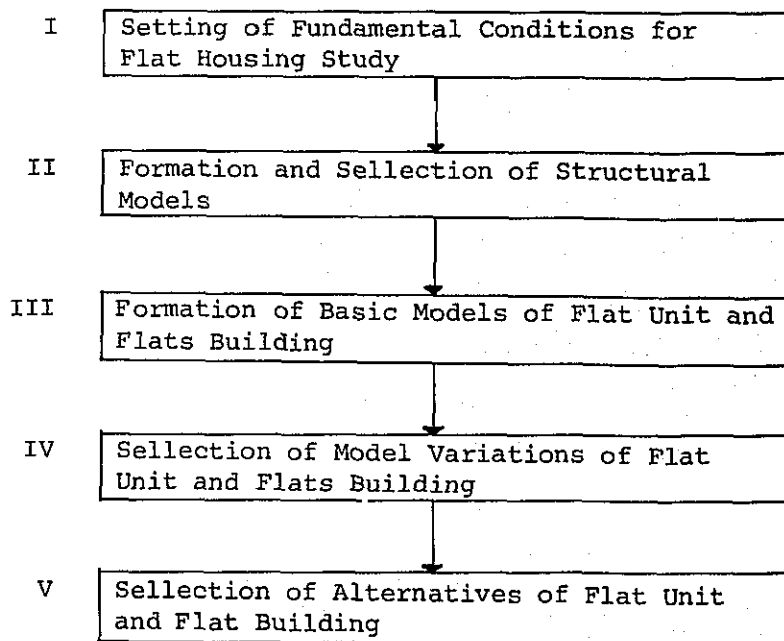 I Setting of Fundamental Conditions for
Flat Housing Study
II Formation and Sellection of Structural
Models
III Formation of Basic Models of Flat Unit and
Flats Building
IV Sellection of Model Variations of Flat
Unit and Flats Building
V Sellection of Alternatives of Flat Unit
and Flat Building